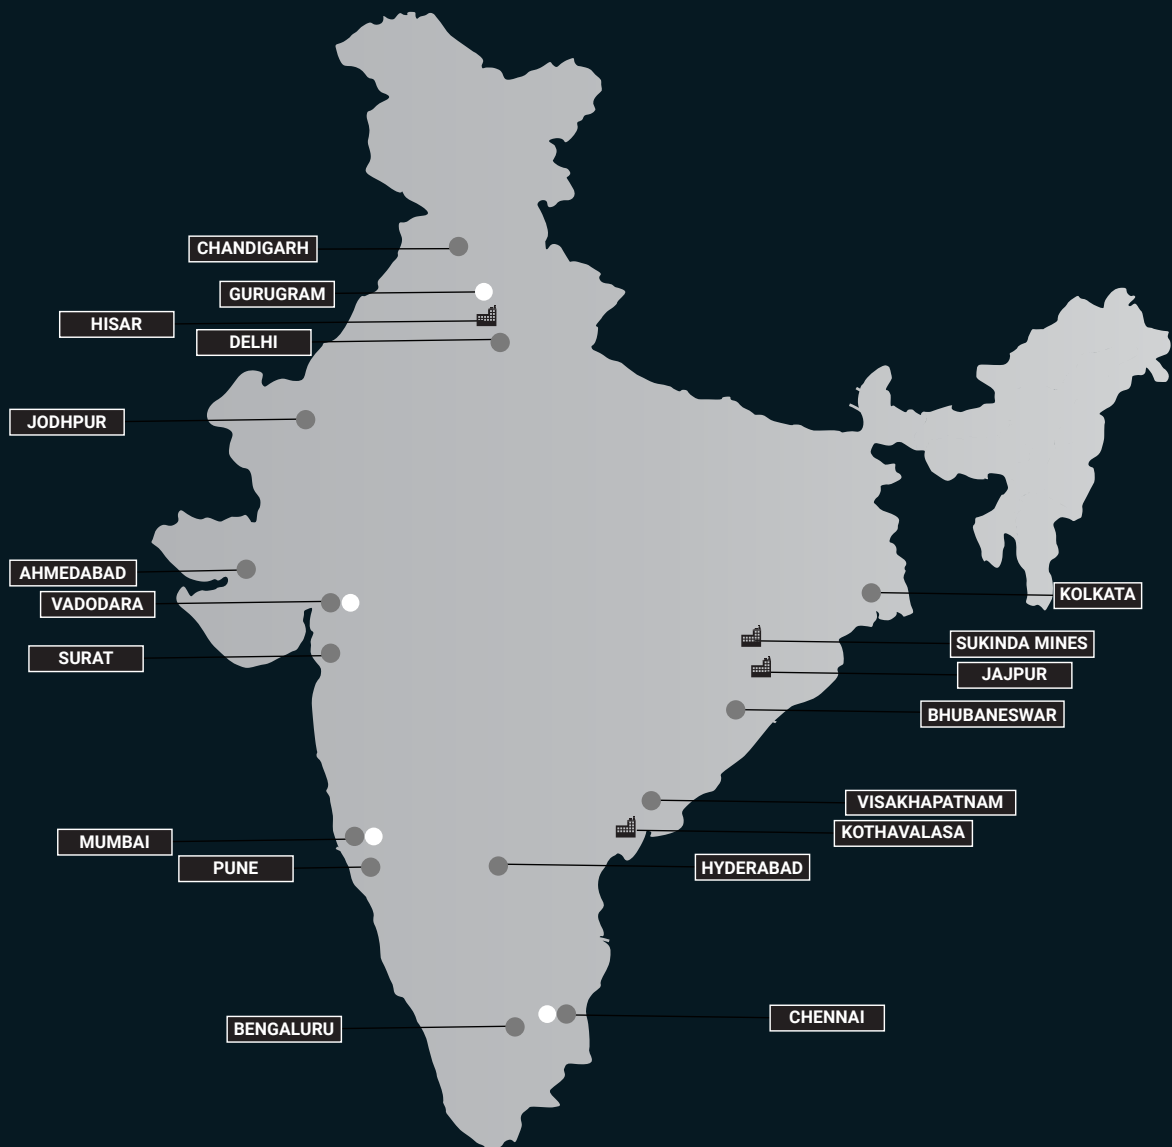 CHANDIGARH
GURUGRAM
HISAR
DELHI
JODHPUR
AHMEDABAD
VADODARA
KOLKATA
SUKINDA MINES
SURAT
JAJPUR
BHUBANESWAR
VISAKHAPATNAM
KOTHAVALASA
MUMBAI
PUNE
HYDERABAD
CHENNAI
BENGALURU